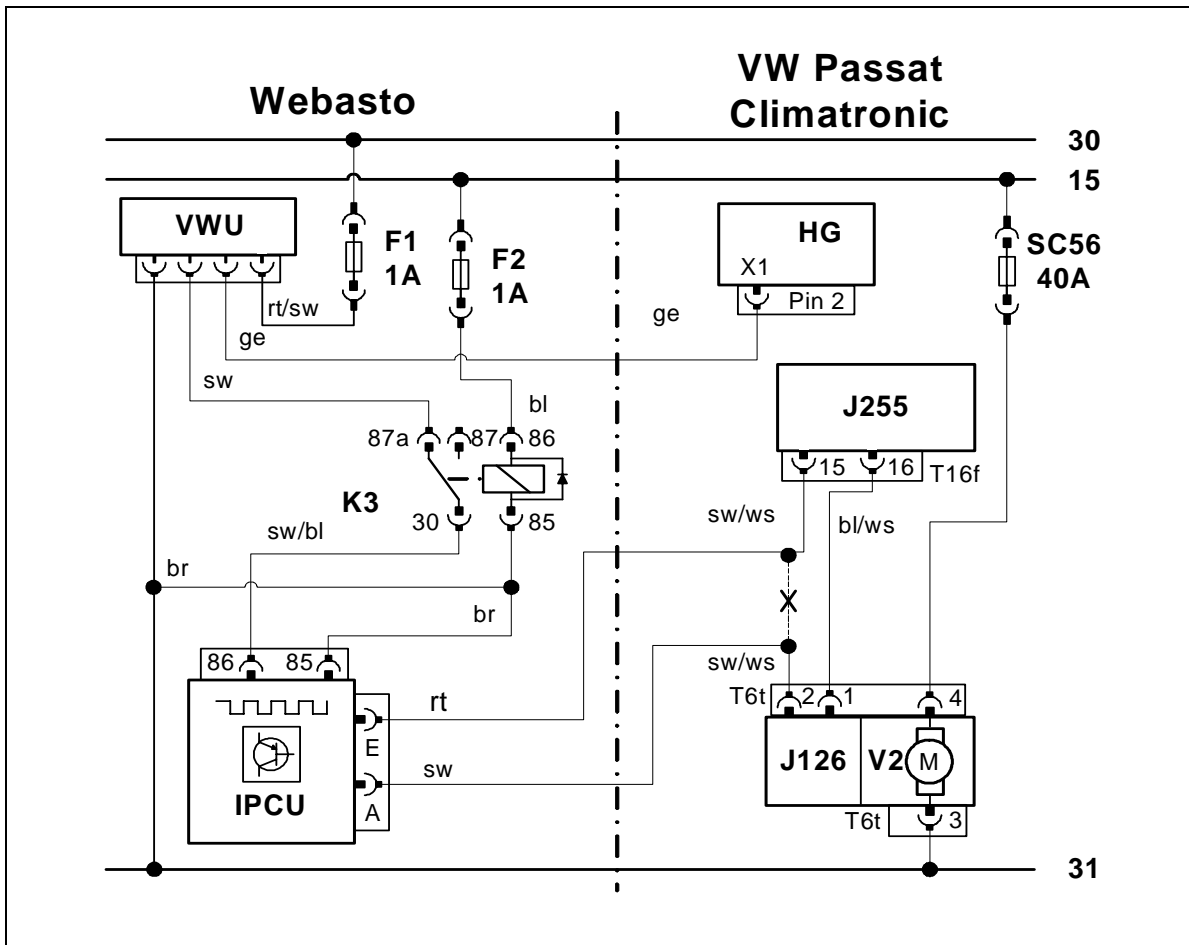 Webasto
VW Passat
Climatronic
30
15
VWU
F1
1A
F2
1A
HG
X1
Pin 2
SC56
40A
rt/sw
ge
ge
sw
bl
J255
87a
87
86
15
16
T16f
K3
30
85
sw/ws
bl/ws
sw/bl
br
br
sw/ws
86
85
T6t
2
1
4
rt
E
J126
V2
M
sw
IPCU
A
T6t
3
31